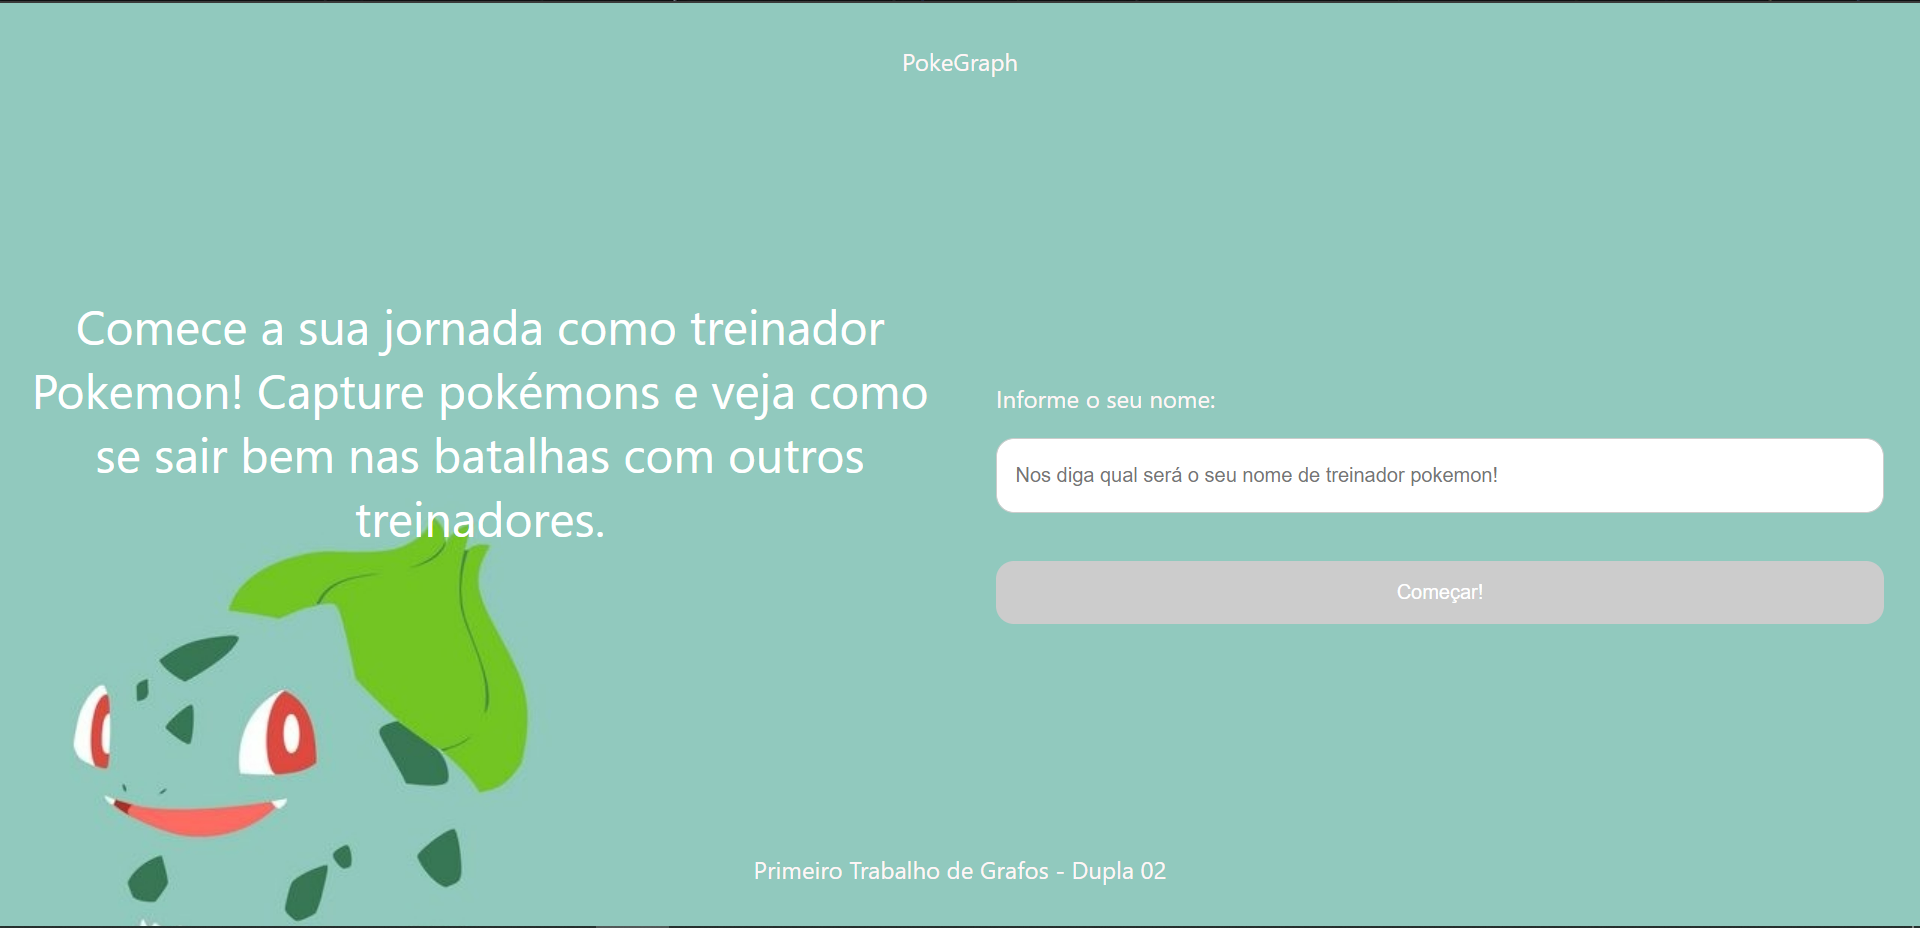 PokeGraph
Comece a sua jornada como treinador
Pokemon! Capture pokémons e veja como
se sair bem nas batalhas com outros
treinadores.
Informe o seu nome:
Nos diga qual será o seu nome de treinador pokemon!
Começar!
Primeiro Trabalho de Grafos - Dupla 02